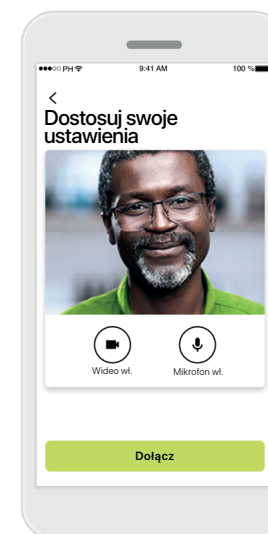 PH 9:41 AM 100 %
Dostosuj swoje
ustawienia
Wideo wł. Mikrofon wł.
Dołącz